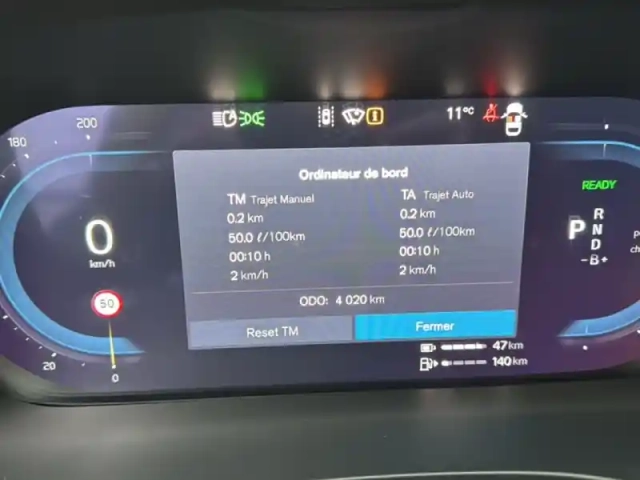 11°C
180
200
Ordinateur de bord
TM Trajet Manuel
TA Trajet Auto
0.2 km
0.2 km
50.0 ℓ/100km
50.0 ℓ/100km
00:10 h
00:10 h
2 km/h
2 km/h
ODO: 4 020 km
Reset TM
Fermer
0
km/h
50
20
0
READY
P
R
N
D
-B+
47 km
140 km